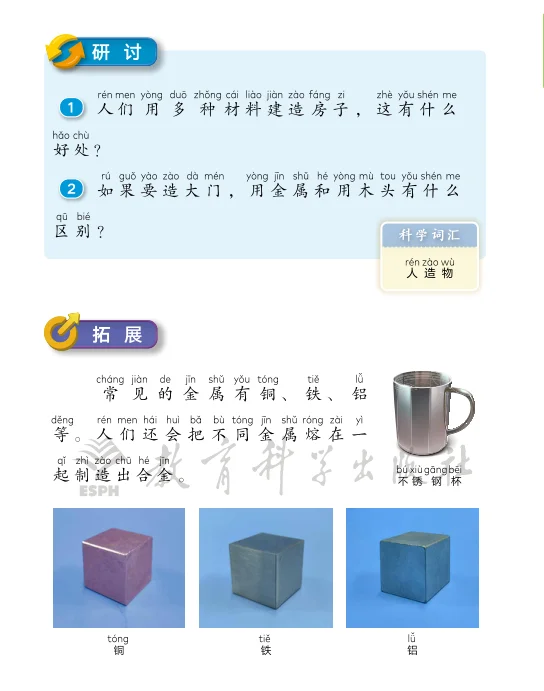 研讨
rén men yòng duō zhǒng cái liào jiàn zào fáng zi zhè yǒu shén me
1 人们用多种材料建造房子，这有什么
hǎo chù
好处？
rú guǒ yào zào dà mén yòng jīn shǔ hé yòng mù tou yǒu shén me
2 如果要造大门，用金属和用木头有什么
qū bié
区别？
科学词汇
rén zào wù
人造物
拓展
cháng jiàn de jīn shǔ yǒu tóng tiě lǚ
常见的金属有铜、铁、铝
děng rén men hái huì bǎ bù tóng jīn shǔ róng zài yì
等。人们还会把不同金属熔在一
qǐ zhì zào chū hé jīn
起制造出合金。
bú xiù gāng bēi
不锈钢杯
ESPH 教育科学出版社
tóng tiě lǚ
铜 铁 铝